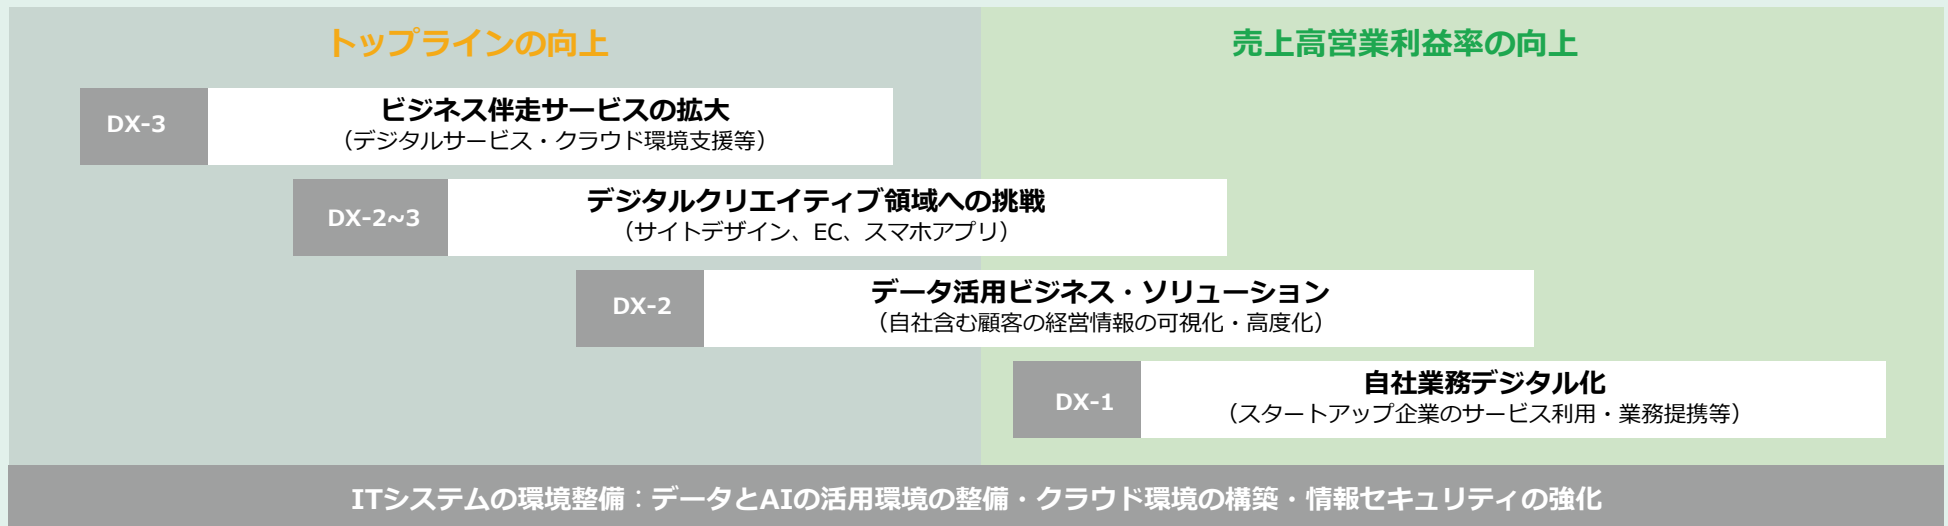 トップラインの向上
売上高営業利益率の向上
DX-3
ビジネス伴走サービスの拡大
（デジタルサービス・クラウド環境支援等）
DX-2~3
デジタルクリエイティブ領域への挑戦
（サイトデザイン、EC、スマホアプリ）
DX-2
データ活用ビジネス・ソリューション
（自社含む顧客の経営情報の可視化・高度化）
DX-1
自社業務デジタル化
（スタートアップ企業のサービス利用・業務提携等）
ITシステムの環境整備：データとAIの活用環境の整備・クラウド環境の構築・情報セキュリティの強化